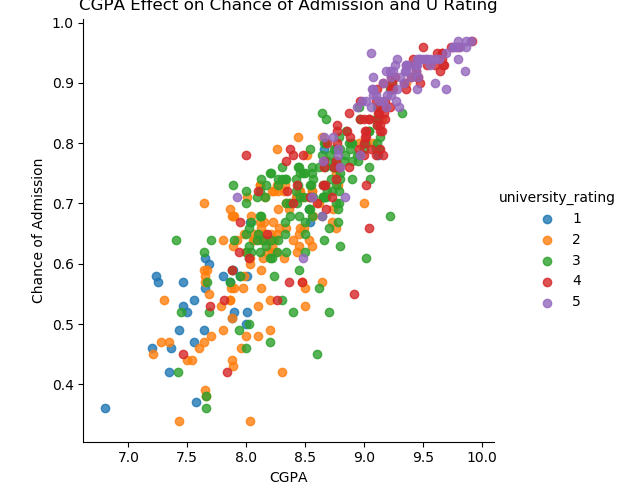 CGPA Effect on Chance of Admission and U Rating
1.0
0.9
0.8
0.7
0.6
0.5
0.4
Chance of Admission
7.0 7.5 8.0 8.5 9.0 9.5 10.0
CGPA
university_rating
1
2
3
4
5